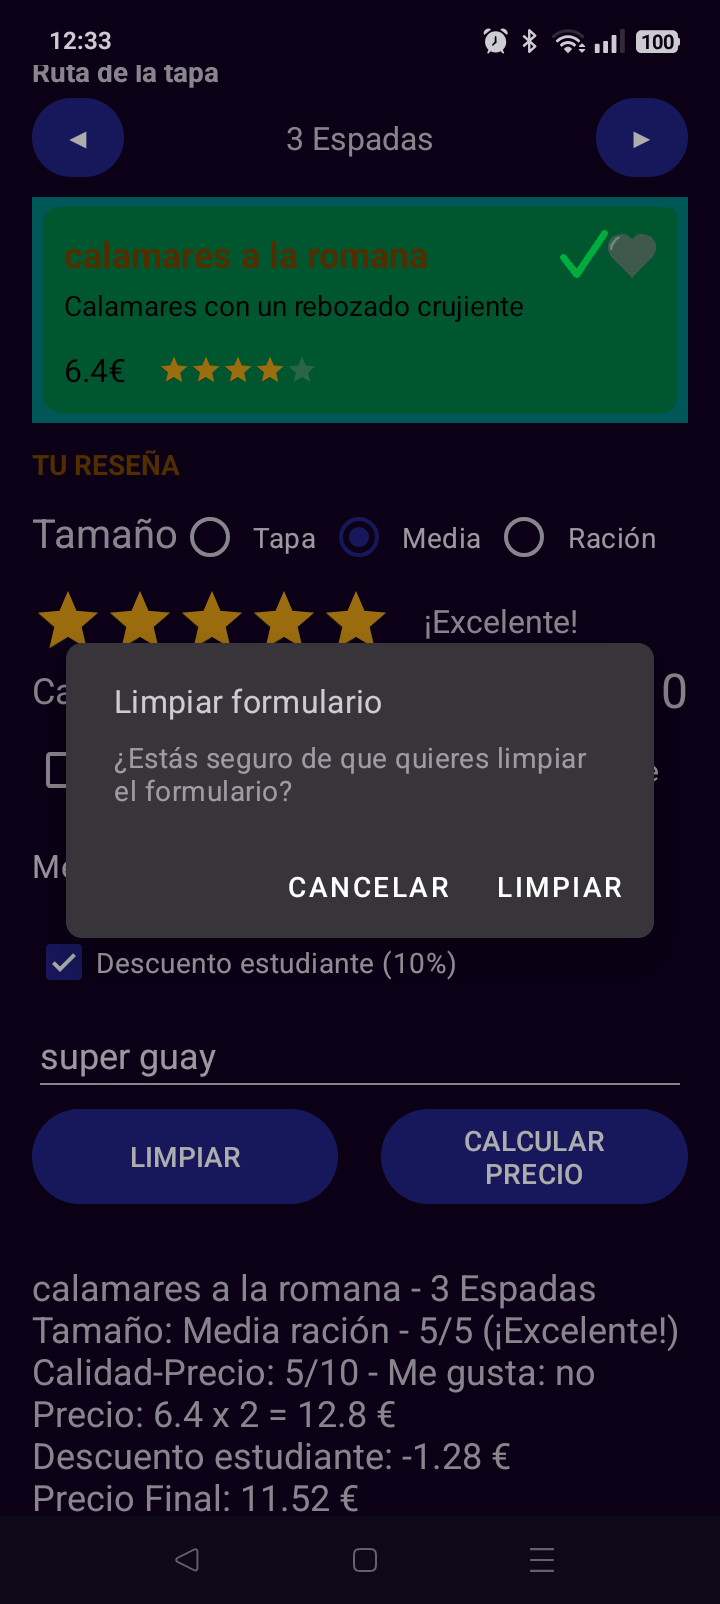 12:33
100
Ruta de la tapa
3 Espadas
calamares a la romana
Calamares con un rebozado crujiente
6.4€
TU RESEÑA
Tamaño Tapa Media Ración
¡Excelente!
0
Limpiar formulario
¿Estás seguro de que quieres limpiar
el formulario?
CANCELAR LIMPIAR
Descuento estudiante (10%)
super guay
LIMPIAR
CALCULAR
PRECIO
calamares a la romana - 3 Espadas
Tamaño: Media ración - 5/5 (¡Excelente!)
Calidad-Precio: 5/10 - Me gusta: no
Precio: 6.4 x 2 = 12.8 €
Descuento estudiante: -1.28 €
Precio Final: 11.52 €